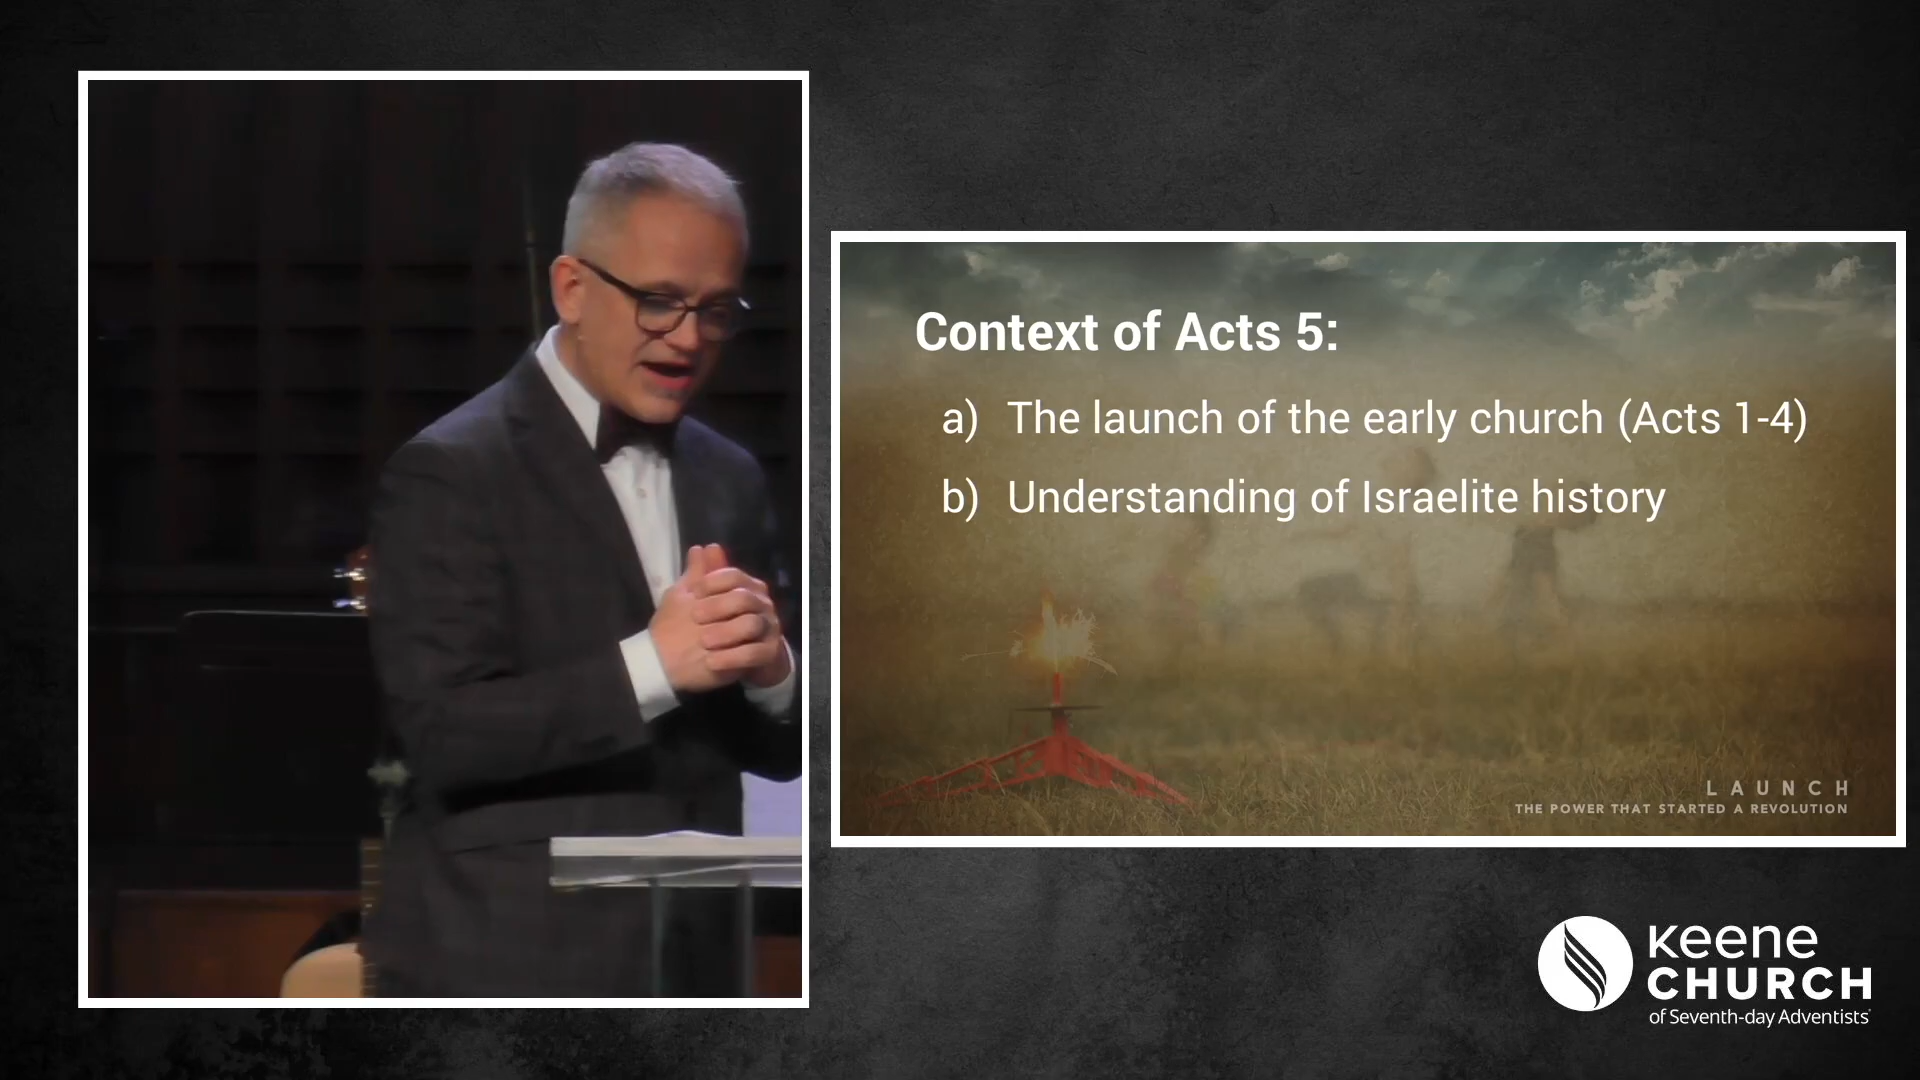 Context of Acts 5:
a) The launch of the early church (Acts 1-4)
b) Understanding of Israelite history
LAUNCH
THE POWER THAT STARTED A REVOLUTION
Keene
CHURCH
of Seventh-day Adventists